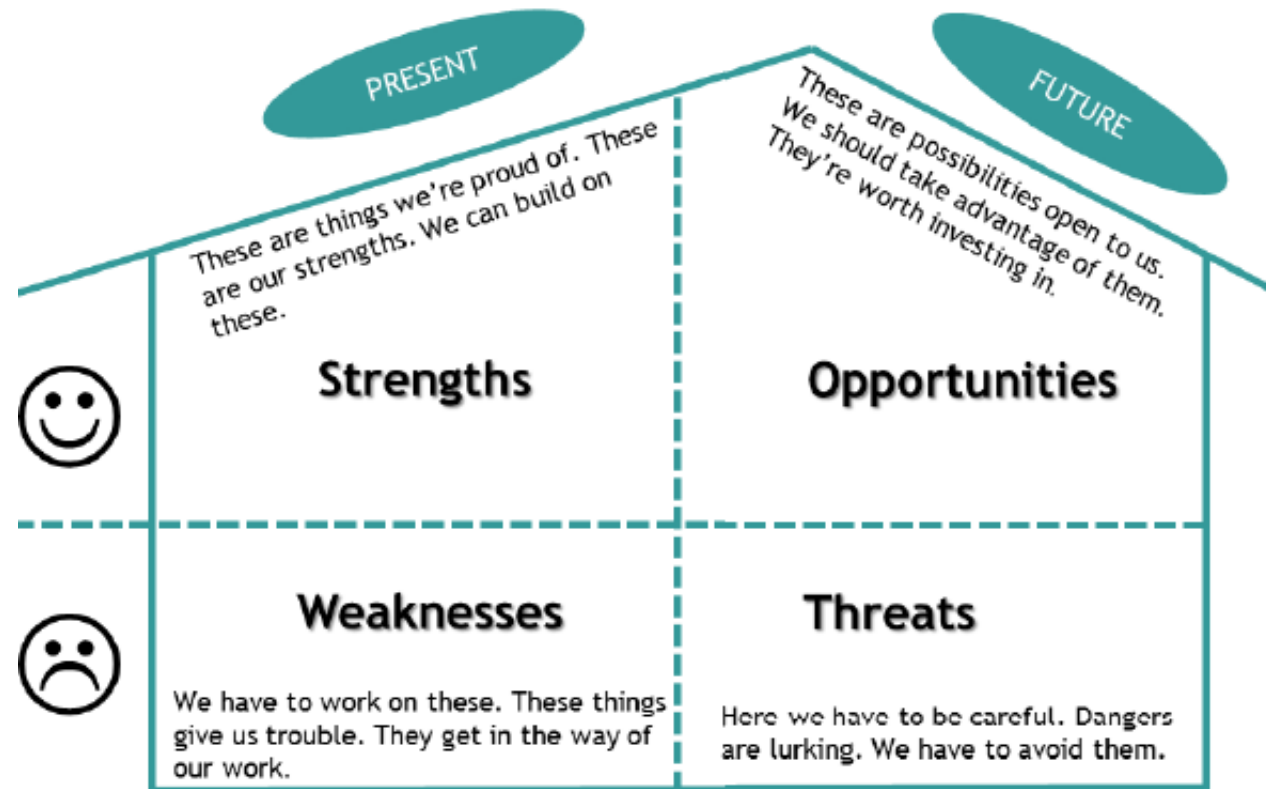 PRESENT
FUTURE
These are things we're proud of. These
are our strengths. We can build on
these.
These are possibilities open to us.
We should take advantage of them.
They're worth investing in.
Strengths
Opportunities
Weaknesses
Threats
We have to work on these. These things
give us trouble. They get in the way of
our work.
Here we have to be careful. Dangers
are lurking. We have to avoid them.